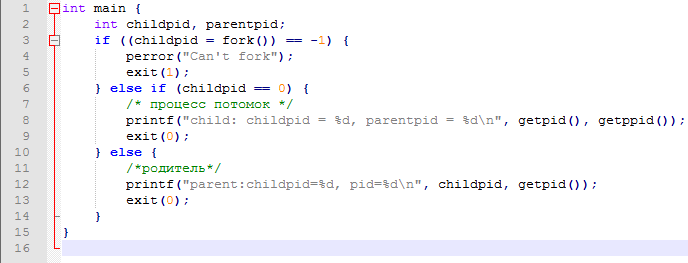 1 int main {
2 int childpid, parentpid;
3 if ((childpid = fork()) == -1) {
4 perror("Can't fork");
5 exit(1);
6 } else if (childpid == 0) {
7 /* процесс потомок */
8 printf("child: childpid = %d, parentpid = %d\n", getpid(), getppid());
9 exit(0);
10 } else {
11 /*родитель*/
12 printf("parent:childpid=%d, pid=%d\n", childpid, getpid());
13 exit(0);
14 }
15 }
16